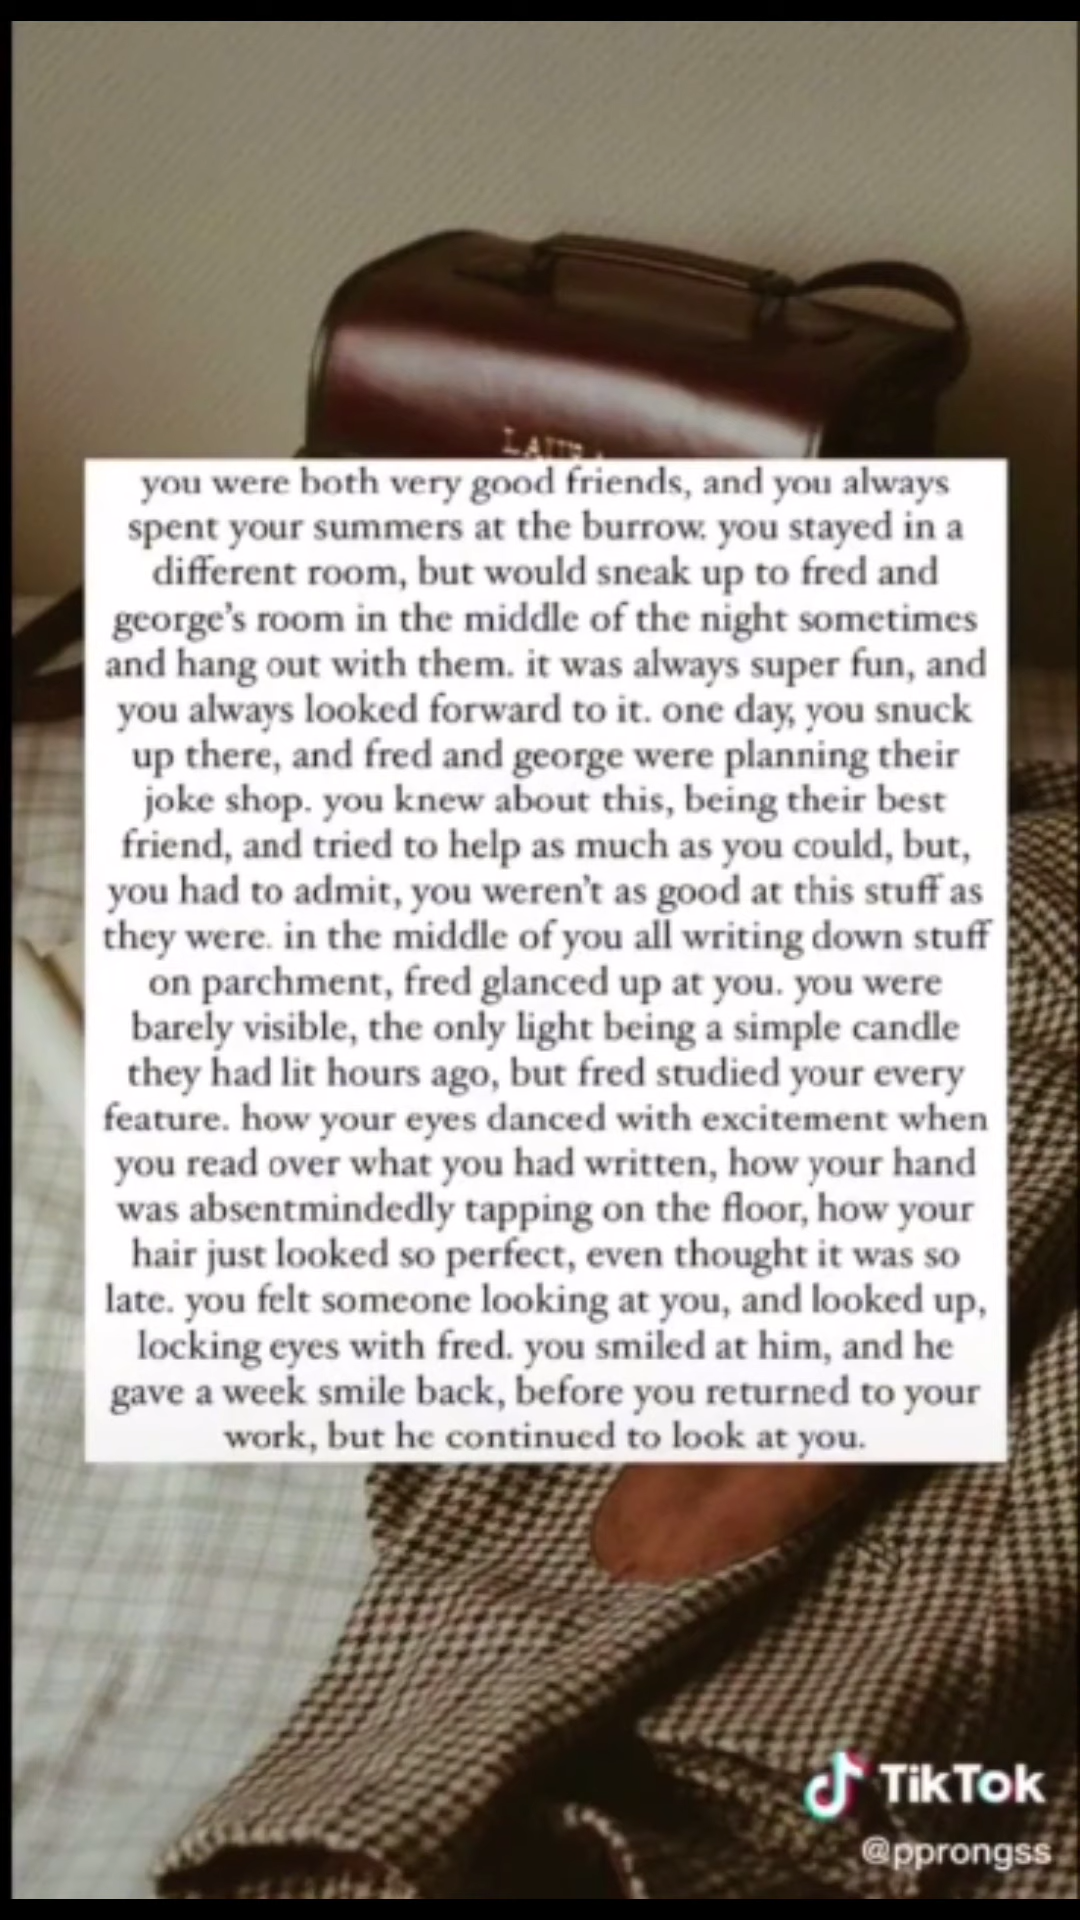 LAURA
you were both very good friends, and you always
spent your summers at the burrow. you stayed in a
different room, but would sneak up to fred and
george's room in the middle of the night sometimes
and hang out with them. it was always super fun, and
you always looked forward to it. one day, you snuck
up there, and fred and george were planning their
joke shop. you knew about this, being their best
friend, and tried to help as much as you could, but,
you had to admit, you weren't as good at this stuff as
they were. in the middle of you all writing down stuff
on parchment, fred glanced up at you. you were
barely visible, the only light being a simple candle
they had lit hours ago, but fred studied your every
feature. how your eyes danced with excitement when
you read over what you had written, how your hand
was absentmindedly tapping on the floor, how your
hair just looked so perfect, even thought it was so
late. you felt someone looking at you, and looked up,
locking eyes with fred. you smiled at him, and he
gave a week smile back, before you returned to your
work, but he continued to look at you.
TikTok
@pprongss